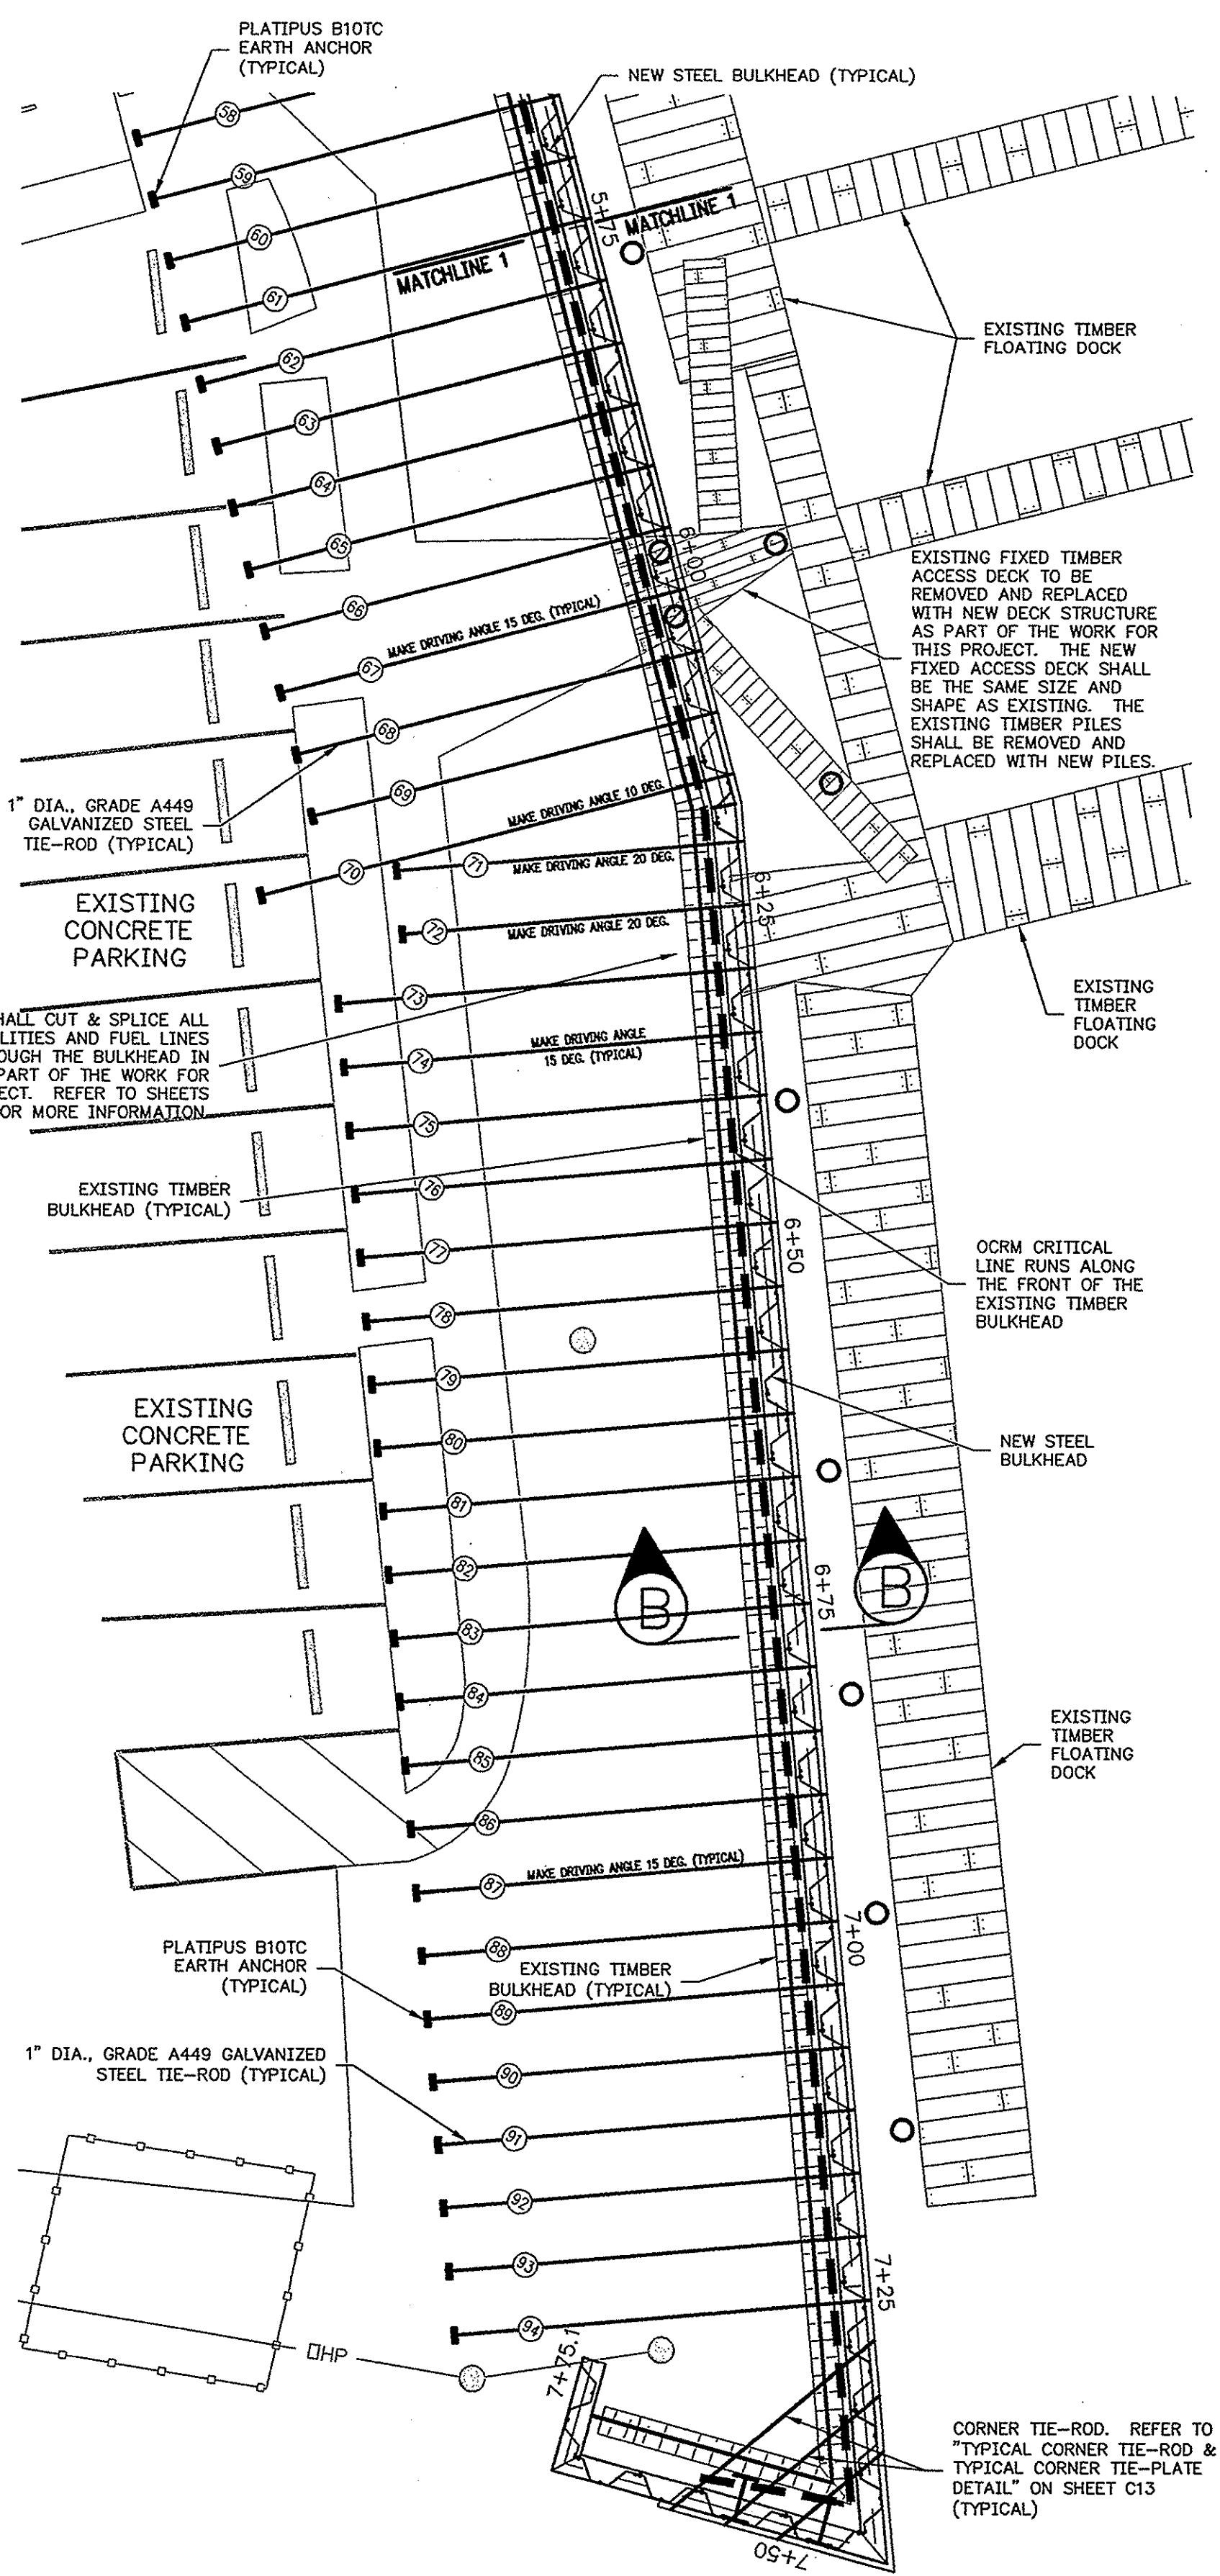 PLATIPUS B10TC
EARTH ANCHOR
(TYPICAL)
NEW STEEL BULKHEAD (TYPICAL)
58
59
60
61
5+75
MATCHLINE 1
MATCHLINE 1
62
EXISTING TIMBER
FLOATING DOCK
63
64
65
6+00
EXISTING FIXED TIMBER
ACCESS DECK TO BE
REMOVED AND REPLACED
WITH NEW DECK STRUCTURE
AS PART OF THE WORK FOR
THIS PROJECT. THE NEW
FIXED ACCESS DECK SHALL
BE THE SAME SIZE AND
SHAPE AS EXISTING. THE
EXISTING TIMBER PILES
SHALL BE REMOVED AND
REPLACED WITH NEW PILES.
66
MAKE DRIVING ANGLE 15 DEG. (TYPICAL)
67
68
1" DIA., GRADE A449
GALVANIZED STEEL
TIE-ROD (TYPICAL)
69
MAKE DRIVING ANGLE 10 DEG.
70
71
MAKE DRIVING ANGLE 20 DEG.
EXISTING
CONCRETE
PARKING
6+25
72
MAKE DRIVING ANGLE 20 DEG.
73
EXISTING
TIMBER
FLOATING
DOCK
HALL CUT & SPLICE ALL
LITIES AND FUEL LINES
OUGH THE BULKHEAD IN
PART OF THE WORK FOR
ECT. REFER TO SHEETS
OR MORE INFORMATION.
74
MAKE DRIVING ANGLE
15 DEG. (TYPICAL)
75
EXISTING TIMBER
BULKHEAD (TYPICAL)
76
77
6+50
OCRM CRITICAL
LINE RUNS ALONG
THE FRONT OF THE
EXISTING TIMBER
BULKHEAD
78
79
EXISTING
CONCRETE
PARKING
80
NEW STEEL
BULKHEAD
81
82
6+75
B
B
83
84
EXISTING
TIMBER
FLOATING
DOCK
85
86
MAKE DRIVING ANGLE 15 DEG. (TYPICAL)
87
7+00
88
PLATIPUS B10TC
EARTH ANCHOR
(TYPICAL)
EXISTING TIMBER
BULKHEAD (TYPICAL)
89
1" DIA., GRADE A449 GALVANIZED
STEEL TIE-ROD (TYPICAL)
90
91
92
93
7+25
94
OHP
7+75.1
CORNER TIE-ROD. REFER TO
"TYPICAL CORNER TIE-ROD &
TYPICAL CORNER TIE-PLATE
DETAIL" ON SHEET C13
(TYPICAL)
7+50